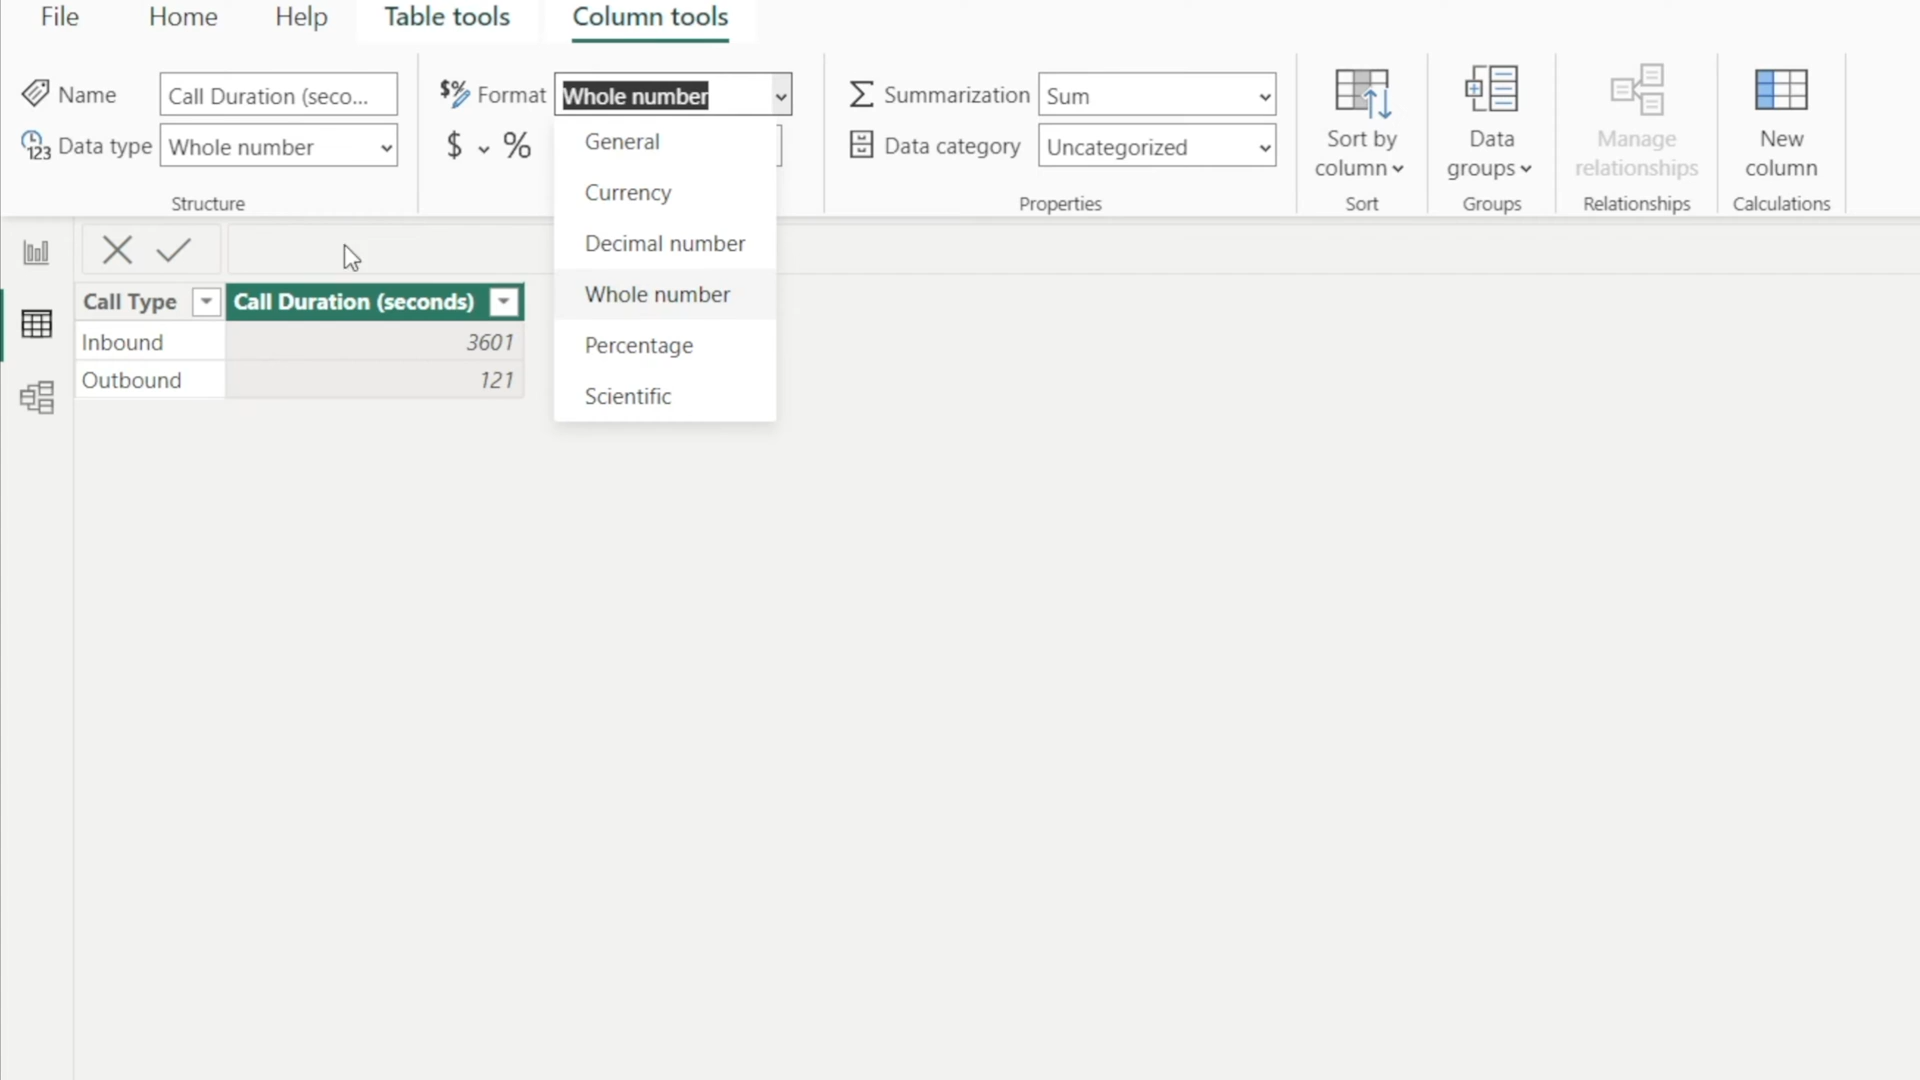 File Home Help Table tools Column tools
Name Call Duration (seco... Format Whole number Summarization Sum
Data type Whole number $ % Data category Uncategorized
Structure
Properties
Sort by
column
Sort
Data
groups
Groups
Manage
relationships
Relationships
New
column
Calculations
General
Currency
Decimal number
Whole number
Percentage
Scientific
Call Type Call Duration (seconds)
Inbound 3601
Outbound 121